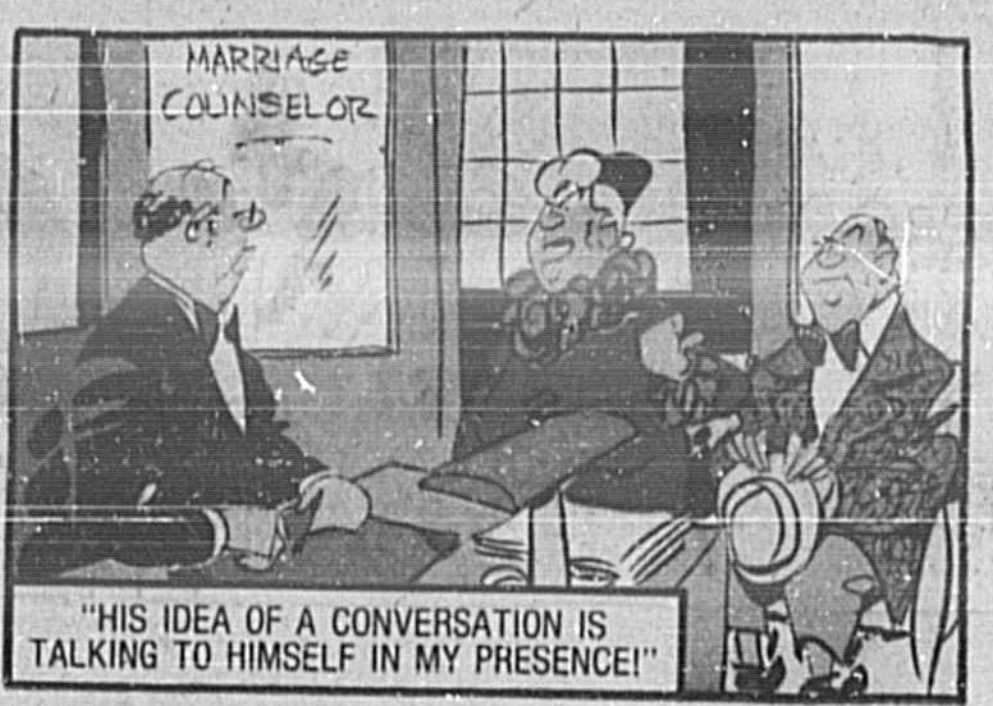 MARRIAGE
COUNSELOR
"HIS IDEA OF A CONVERSATION IS
TALKING TO HIMSELF IN MY PRESENCE!"